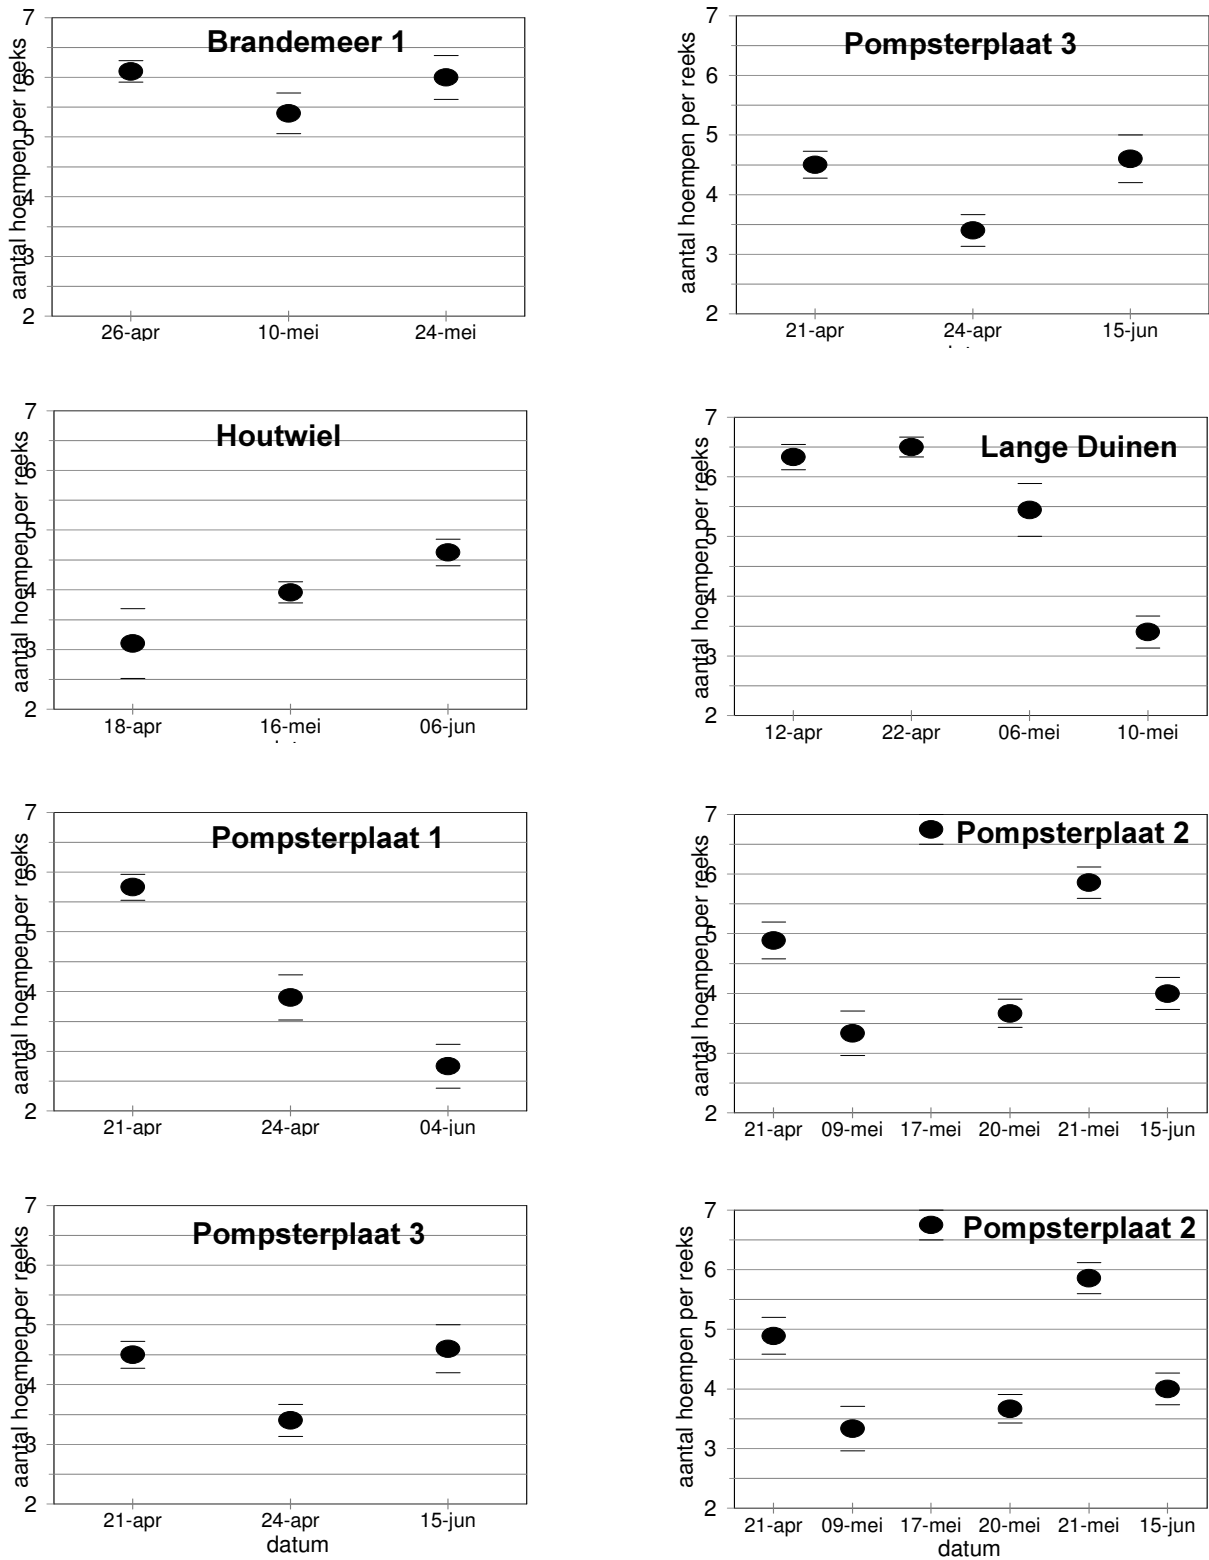 Brandemeer 1
aantal hoempen per reeks
7
6
5
4
3
2
26-apr 10-mei 24-mei
Pompsterplaat 3
aantal hoempen per reeks
7
6
5
4
3
2
21-apr 24-apr 15-jun
Houtwiel
aantal hoempen per reeks
7
6
5
4
3
2
18-apr 16-mei 06-jun
Lange Duinen
aantal hoempen per reeks
7
6
5
4
3
2
12-apr 22-apr 06-mei 10-mei
Pompsterplaat 1
aantal hoempen per reeks
7
6
5
4
3
2
21-apr 24-apr 04-jun
Pompsterplaat 2
aantal hoempen per reeks
7
6
5
4
3
2
21-apr 09-mei 17-mei 20-mei 21-mei 15-jun
Pompsterplaat 3
aantal hoempen per reeks
7
6
5
4
3
2
21-apr 24-apr 15-jun
datum
Pompsterplaat 2
aantal hoempen per reeks
7
6
5
4
3
2
21-apr 09-mei 17-mei 20-mei 21-mei 15-jun
datum